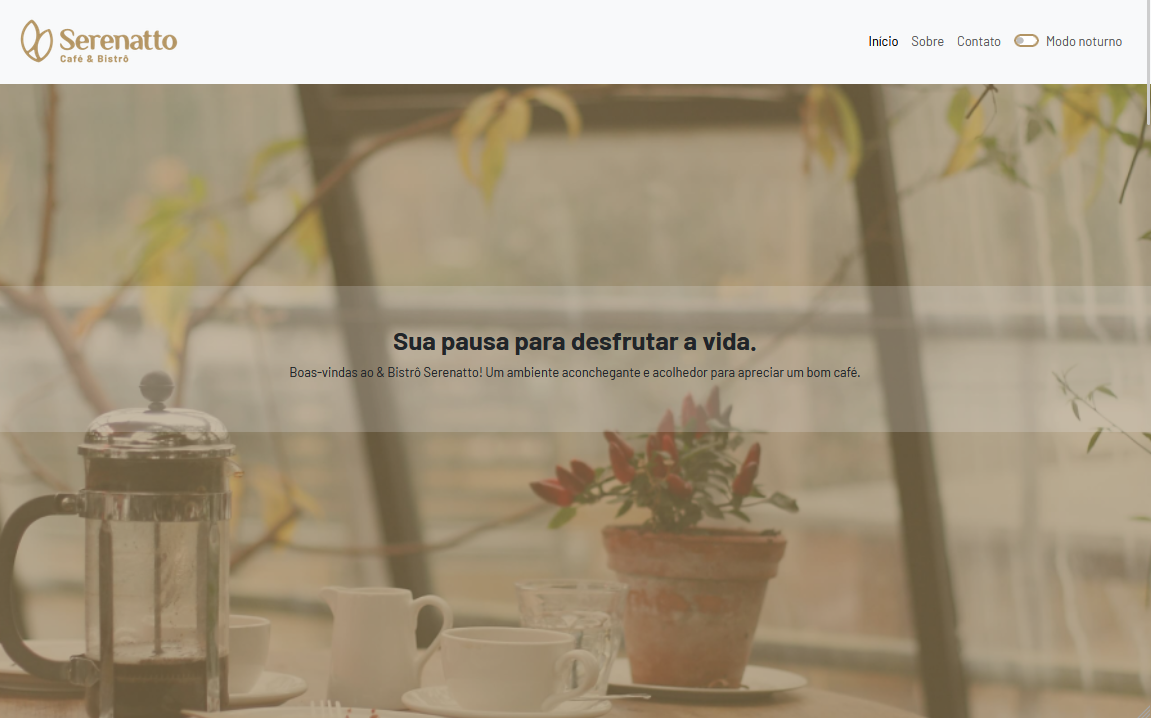 Serenatto
Café & Bistrô
Início Sobre Contato Modo noturno
Sua pausa para desfrutar a vida.
Boas-vindas ao & Bistrô Serenatto! Um ambiente aconchegante e acolhedor para apreciar um bom café.